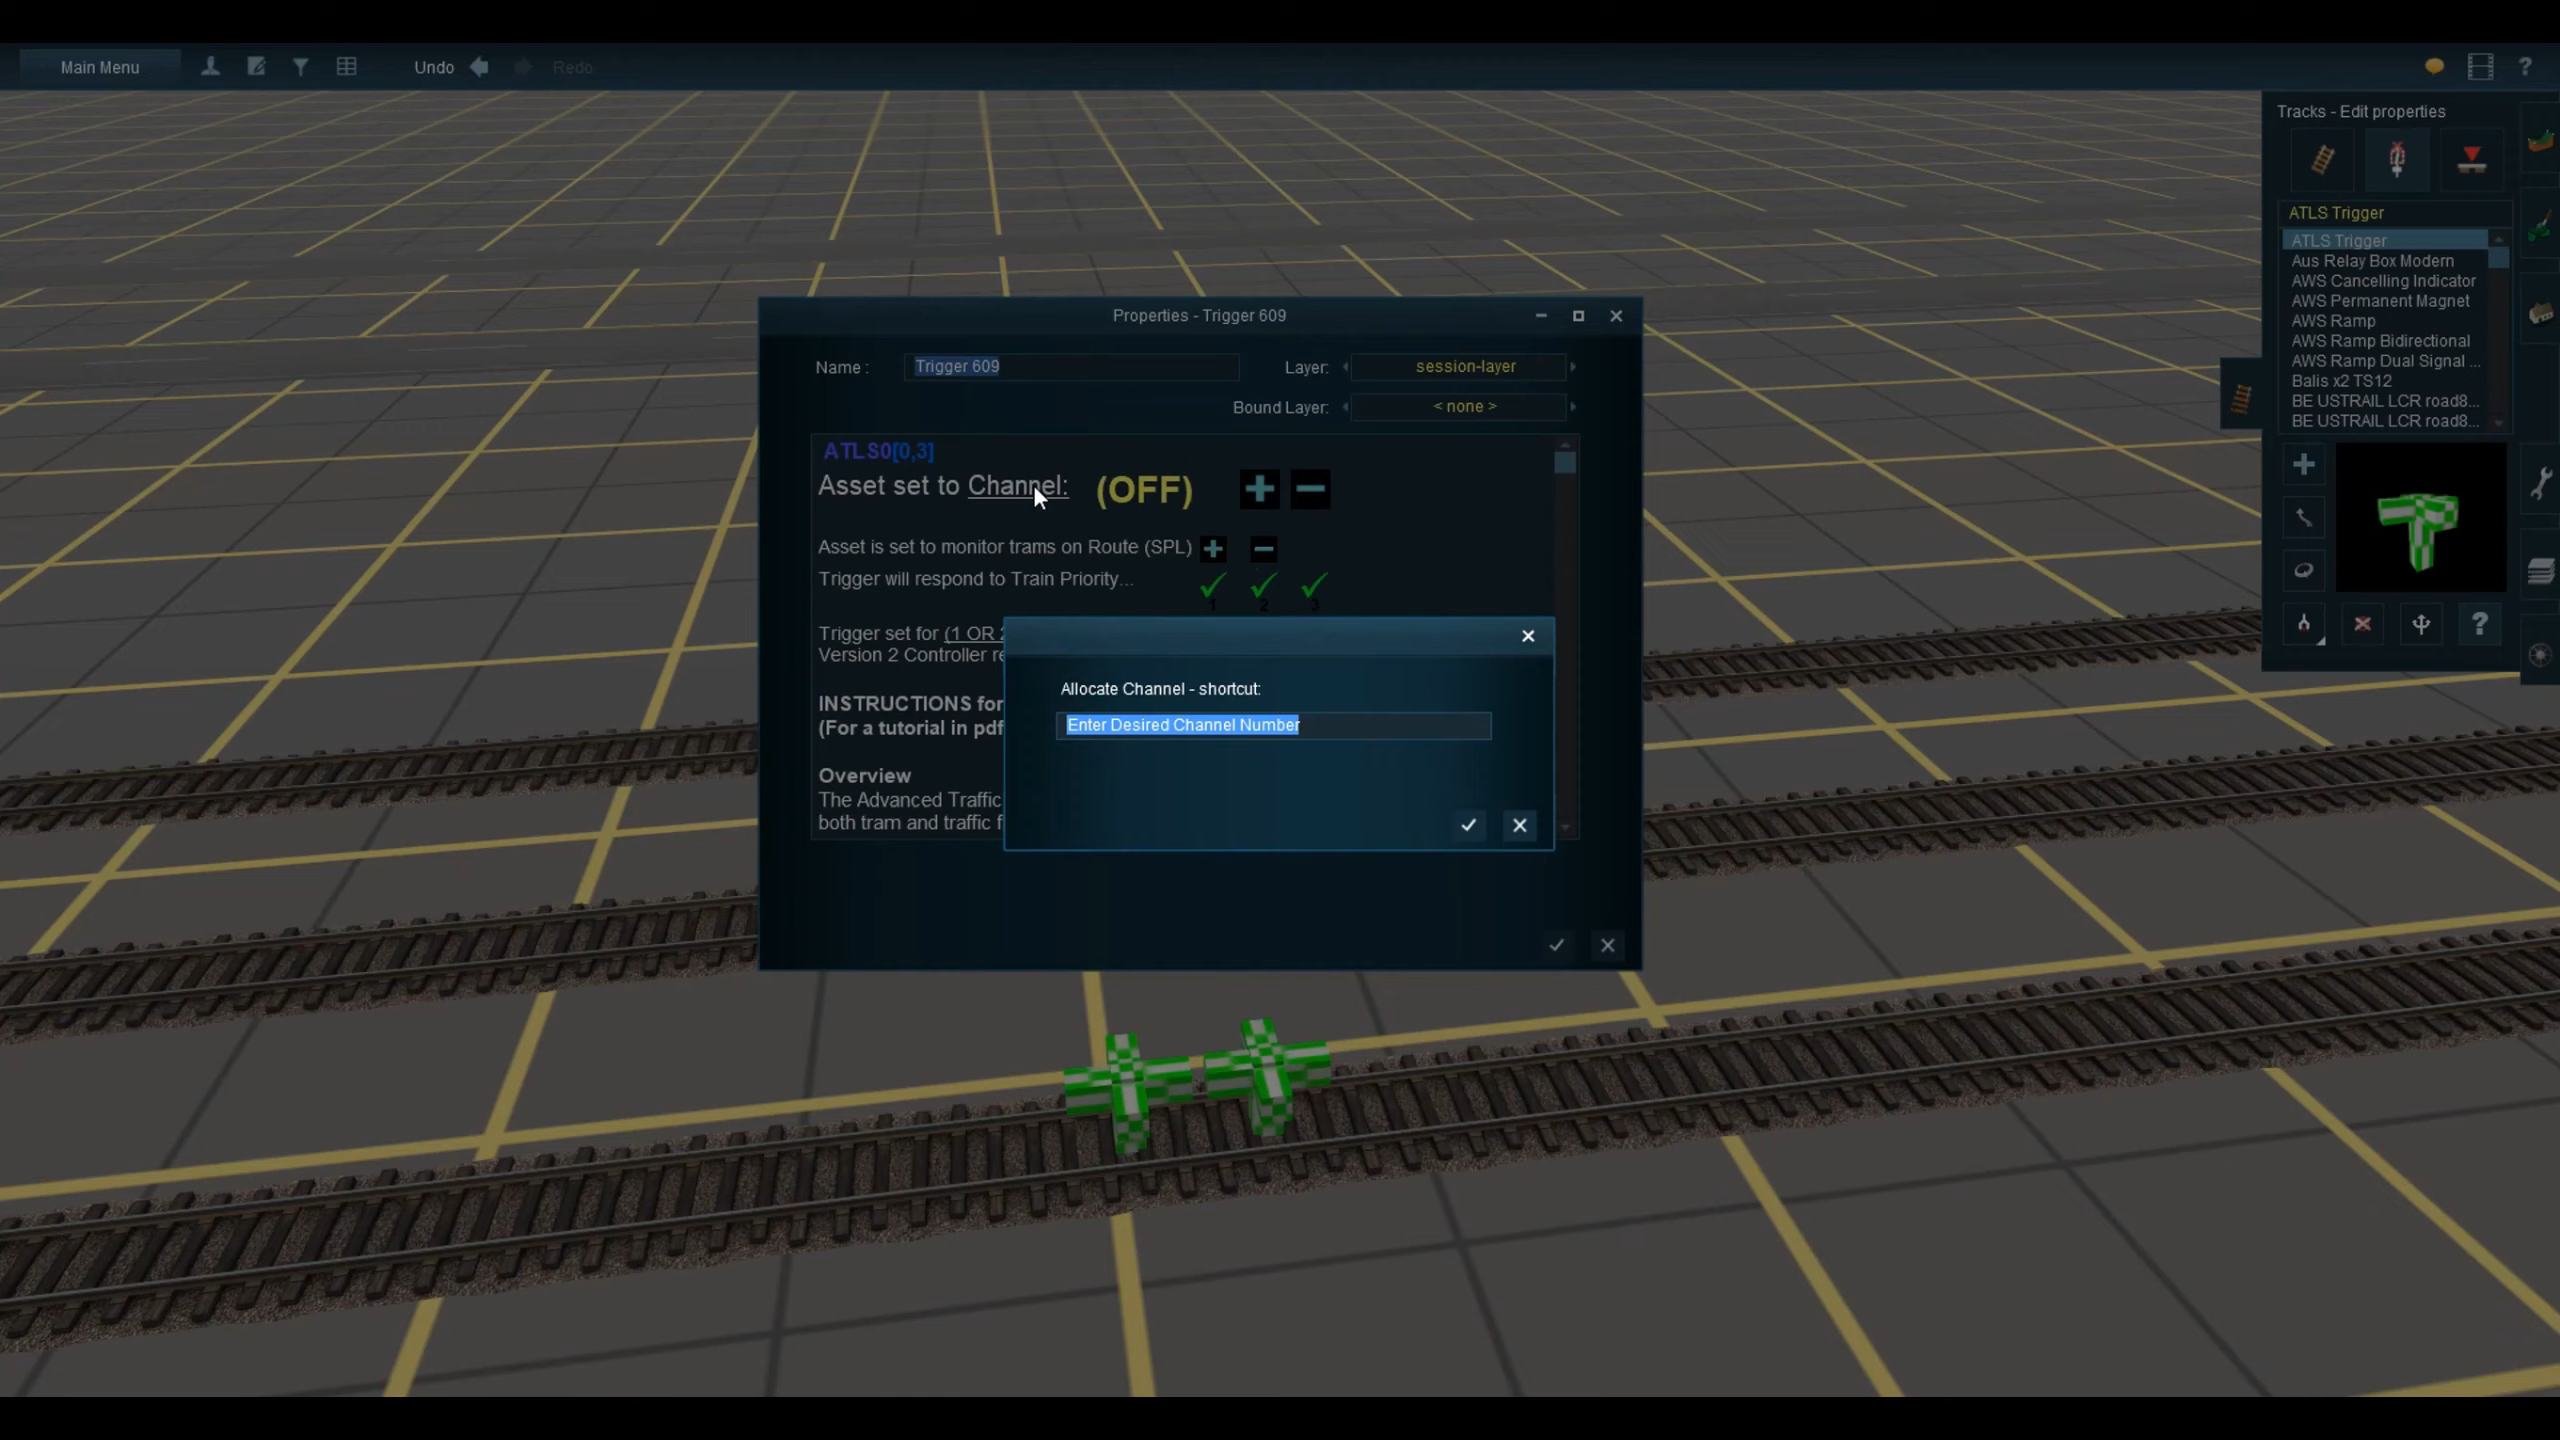 Main Menu
Undo
Redo
?
Tracks - Edit properties
ATLS Trigger
ATLS Trigger
Aus Relay Box Modern
AWS Cancelling Indicator
AWS Permanent Magnet
AWS Ramp
AWS Ramp Bidirectional
AWS Ramp Dual Signal ...
Balis x2 TS12
BE USTRAIL LCR road8...
BE USTRAIL LCR road8...
?
Properties - Trigger 609
Name :
Trigger 609
Layer:
session-layer
Bound Layer:
< none >
ATLS0[0,3]
Asset set to Channel: (OFF)
Asset is set to monitor trams on Route (SPL)
Trigger will respond to Train Priority...
1 2 3
Trigger set for (1 OR 2
Version 2 Controller re
INSTRUCTIONS for
(For a tutorial in pdf
Overview
The Advanced Traffic
both tram and traffic f
Allocate Channel - shortcut:
Enter Desired Channel Number